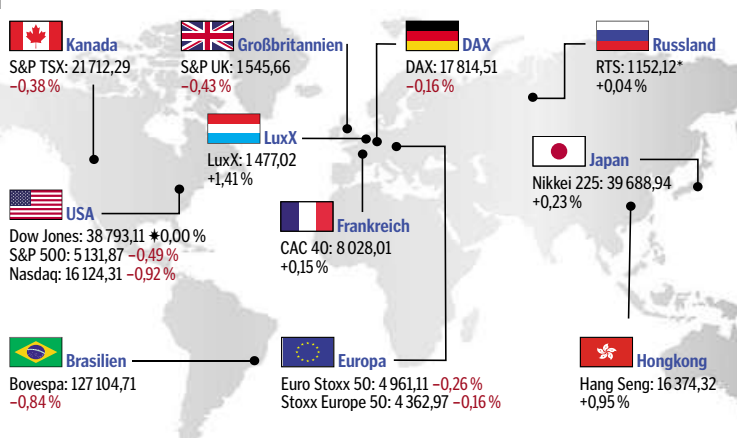 Kanada
S&P TSX: 21 712,29
−0,38 %
Großbritannien
S&P UK: 1 545,66
−0,43 %
DAX
DAX: 17 814,51
−0,16 %
Russland
RTS: 1 152,12*
+0,04 %
LuxX
LuxX: 1 477,02
+1,41 %
Japan
Nikkei 225: 39 688,94
+0,23 %
USA
Dow Jones: 38 793,11 ✷0,00 %
S&P 500: 5 131,87 −0,49 %
Nasdaq: 16 124,31 −0,92 %
Frankreich
CAC 40: 8 028,01
+0,15 %
Brasilien
Bovespa: 127 104,71
−0,84 %
Europa
Euro Stoxx 50: 4 961,11 −0,26 %
Stoxx Europe 50: 4 362,97 −0,16 %
Hongkong
Hang Seng: 16 374,32
+0,95 %